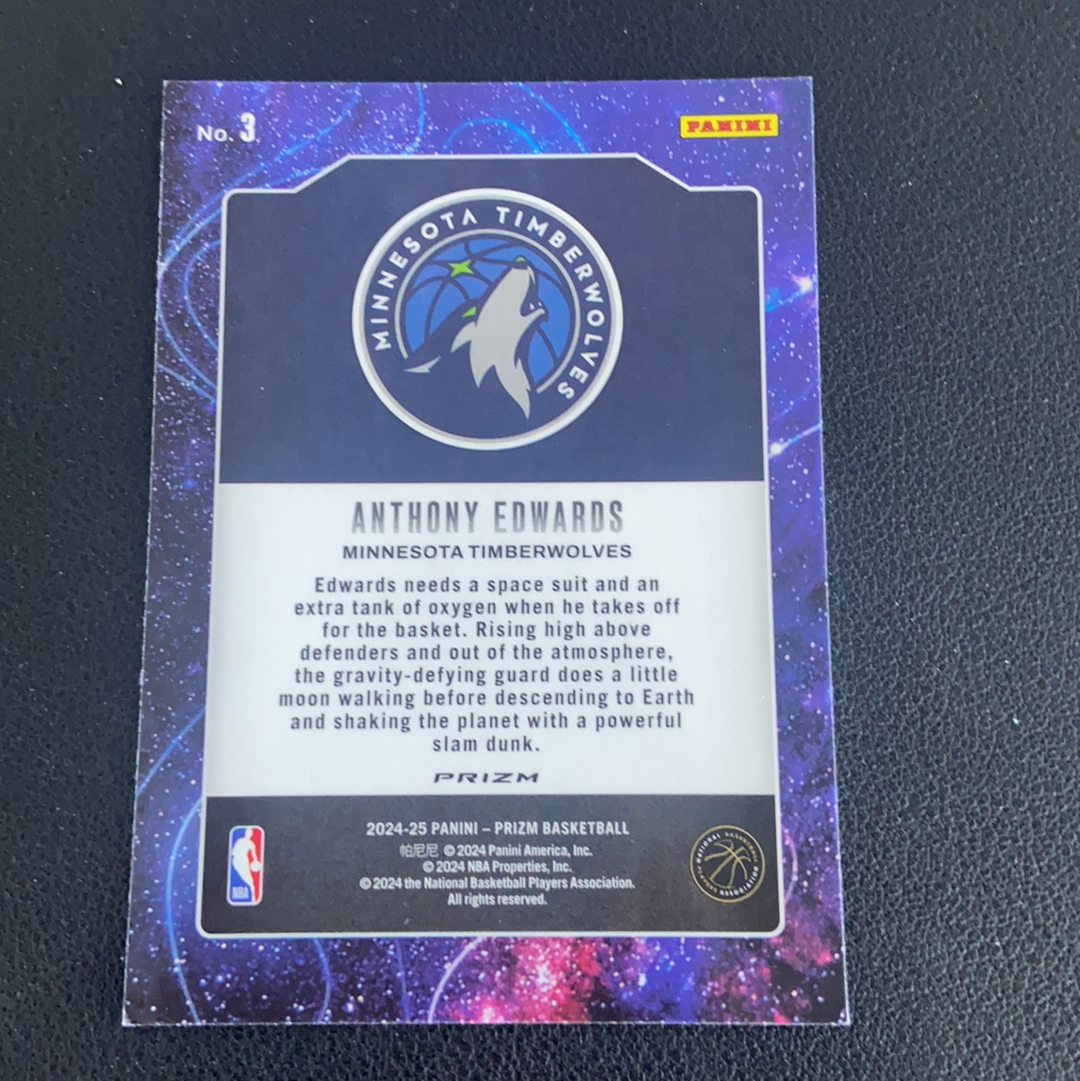 No. 3
PANINI
MINNESOTA TIMBERWOLVES
ANTHONY EDWARDS
MINNESOTA TIMBERWOLVES
Edwards needs a space suit and an
extra tank of oxygen when he takes off
for the basket. Rising high above
defenders and out of the atmosphere,
the gravity-defying guard does a little
moon walking before descending to Earth
and shaking the planet with a powerful
slam dunk.
PRIZM
2024-25 PANINI – PRIZM BASKETBALL
帕尼尼 © 2024 Panini America, Inc.
© 2024 NBA Properties, Inc.
© 2024 the National Basketball Players Association.
All rights reserved.
NBA
NATIONAL BASKETBALL PLAYERS ASSOCIATION